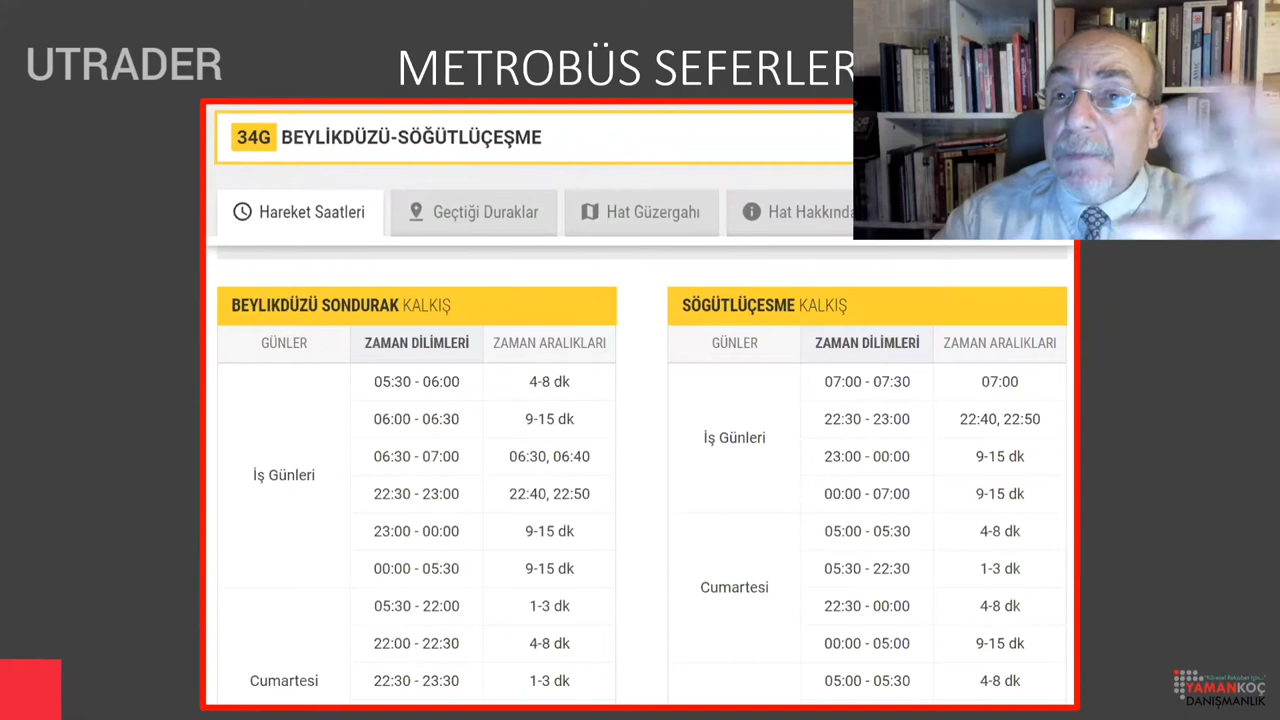 UTRADER
METROBÜS SEFERLER
34G BEYLİKDÜZÜ-SÖĞÜTLÜÇEŞME
Hareket Saatleri
Geçtiği Duraklar
Hat Güzergahı
Hat Hakkında
BEYLIKDÜZÜ SONDURAK KALKIŞ
GÜNLER ZAMAN DİLİMLERİ ZAMAN ARALIKLARI
İş Günleri
05:30 - 06:00 4-8 dk
06:00 - 06:30 9-15 dk
06:30 - 07:00 06:30, 06:40
22:30 - 23:00 22:40, 22:50
23:00 - 00:00 9-15 dk
00:00 - 05:30 9-15 dk
Cumartesi
05:30 - 22:00 1-3 dk
22:00 - 22:30 4-8 dk
22:30 - 23:30 1-3 dk
SÖGÜTLÜÇESME KALKIŞ
GÜNLER ZAMAN DİLİMLERİ ZAMAN ARALIKLARI
İş Günleri
07:00 - 07:30 07:00
22:30 - 23:00 22:40, 22:50
23:00 - 00:00 9-15 dk
00:00 - 07:00 9-15 dk
Cumartesi
05:00 - 05:30 4-8 dk
05:30 - 22:30 1-3 dk
22:30 - 00:00 4-8 dk
00:00 - 05:00 9-15 dk
05:00 - 05:30 4-8 dk
"Küresel Rekabet İçin..."
YAMANKOÇ
DANIŞMANLIK